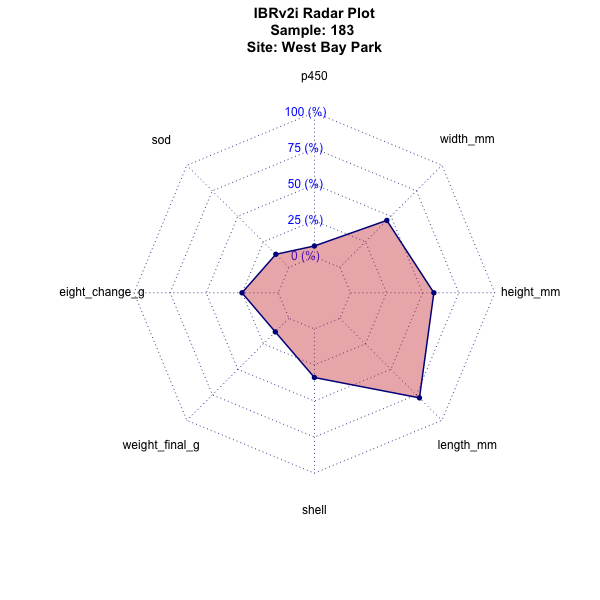 IBRv2i Radar Plot
Sample: 183
Site: West Bay Park
p450
100 (%)
sod
width_mm
75 (%)
50 (%)
25 (%)
0 (%)
eight_change_g
height_mm
weight_final_g
length_mm
shell